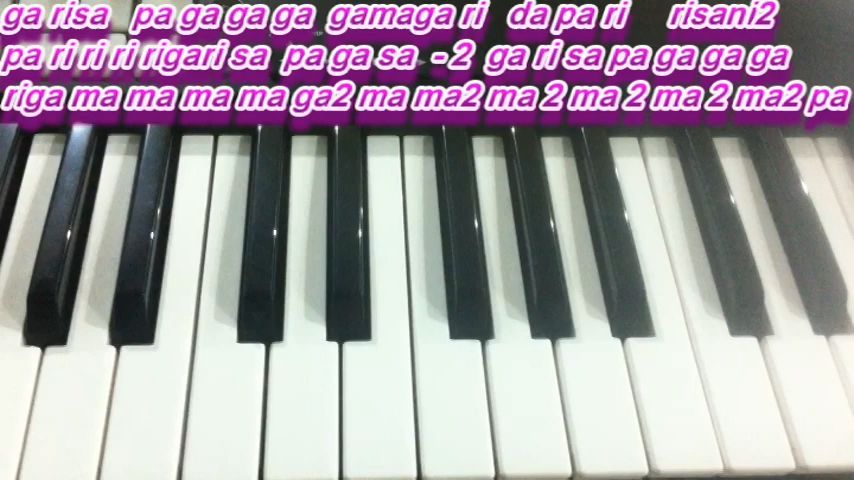 ga risa pa ga ga ga gamaga ri da pa ri risani2
pa ri ri ri rigari sa pa ga sa - 2 ga ri sa pa ga ga ga
riga ma ma ma ma ga2 ma ma2 ma 2 ma 2 ma 2 ma2 pa